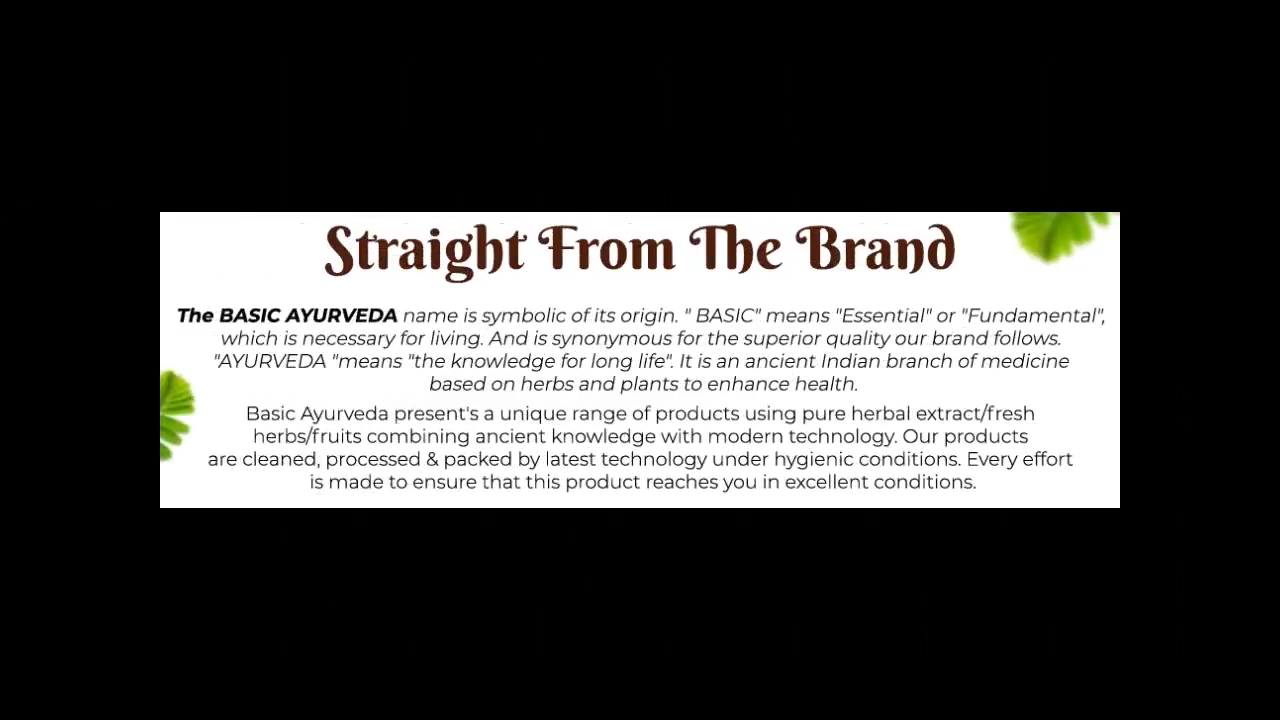 Straight From The Brand
The BASIC AYURVEDA name is symbolic of its origin. " BASIC" means "Essential" or "Fundamental",
which is necessary for living. And is synonymous for the superior quality our brand follows.
"AYURVEDA "means "the knowledge for long life". It is an ancient Indian branch of medicine
based on herbs and plants to enhance health.
Basic Ayurveda present's a unique range of products using pure herbal extract/fresh
herbs/fruits combining ancient knowledge with modern technology. Our products
are cleaned, processed & packed by latest technology under hygienic conditions. Every effort
is made to ensure that this product reaches you in excellent conditions.